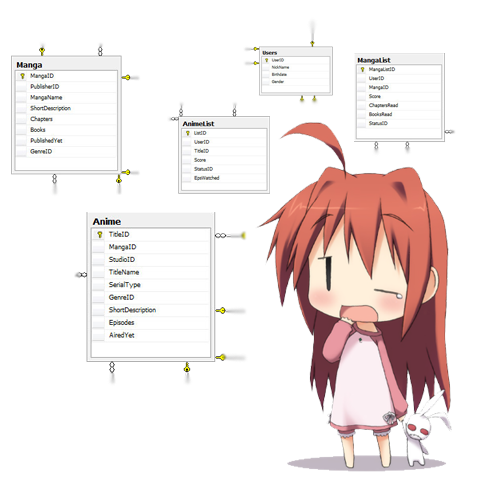 Manga
MangaID
PublisherID
MangaName
ShortDescription
Chapters
Books
PublishedYet
GenreID
Users
UserID
NickName
Birthdate
Gender
MangaList
MangaListID
UserID
MangaID
Score
ChaptersRead
BooksRead
StatusID
AnimeList
ListID
UserID
TitleID
Score
StatusID
EpsWatched
Anime
TitleID
MangaID
StudioID
TitleName
SerialType
GenreID
ShortDescription
Episodes
AiredYet